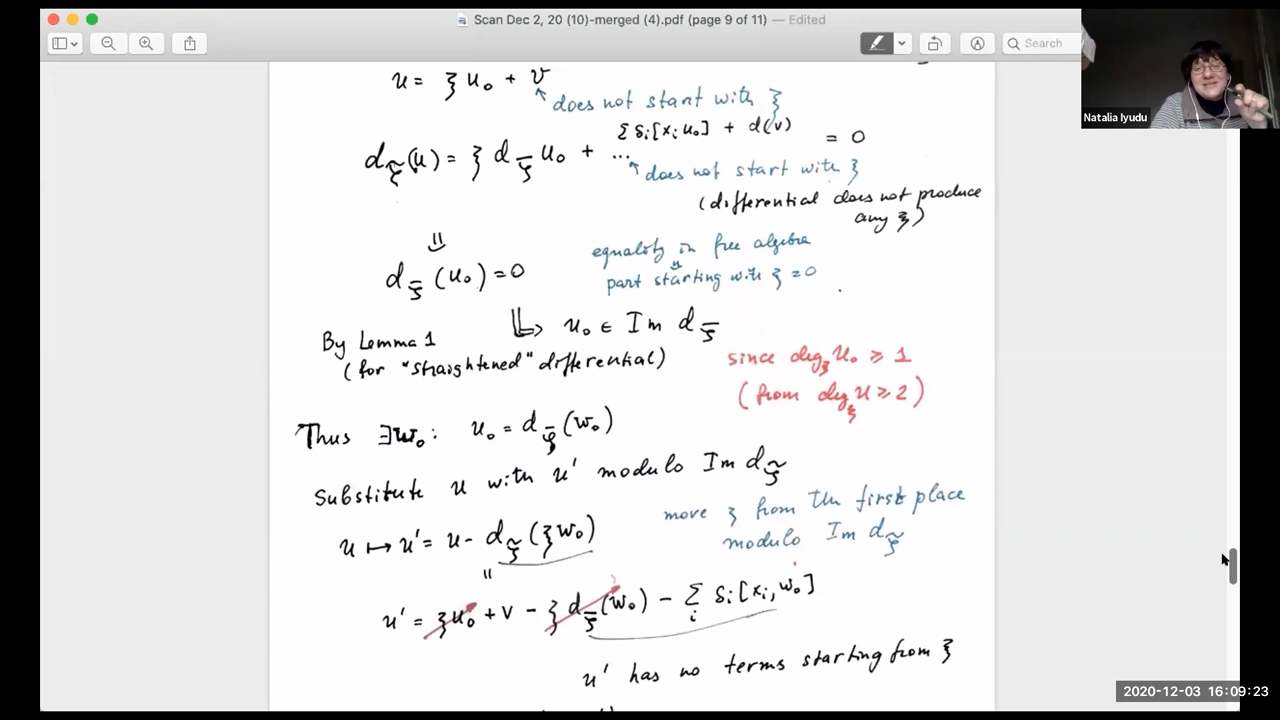 Scan Dec 2, 20 (10)-merged (4).pdf (page 9 of 11) — Edited
Search
Natalia Iyudu
u = ξ u₀ + v
does not start with ξ
Σ δᵢ[xᵢ u₀] + d(v)
d_ξ̃(u) = ξ d_ξ̄ u₀ + ... = 0
does not start with ξ
(differential does not produce
any ξ)
⇓
d_ξ̄ (u₀) = 0
equality in free algebra
⇓
part starting with ξ = 0
By Lemma 1
(for "straightened" differential)
↳ u₀ ∈ Im d_ξ̄
since deg_ξ u₀ ≥ 1
(from deg_ξ u ≥ 2)
Thus ∃w₀: u₀ = d_ξ̄ (w₀)
Substitute u with u' modulo Im d_ξ̃
move ξ from the first place
modulo Im d_ξ̃
u ↦ u' = u - d_ξ̃ (ξw₀)
"
u' = ξu₀ + v - ξ d_ξ̄ (w₀) - Σᵢ δᵢ[xᵢ, w₀]
u' has no terms starting from ξ
2020-12-03 16:09:23